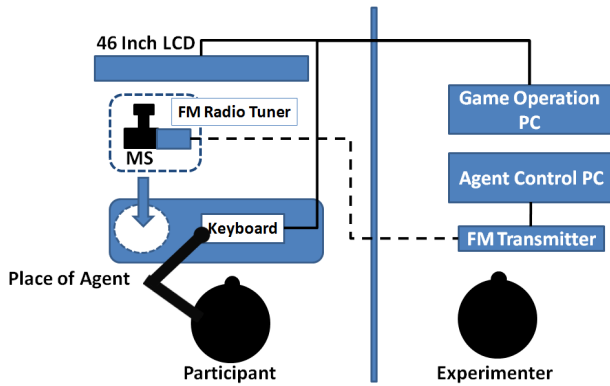 46 Inch LCD
FM Radio Tuner
MS
Keyboard
Place of Agent
Participant
Game Operation
PC
Agent Control PC
FM Transmitter
Experimenter